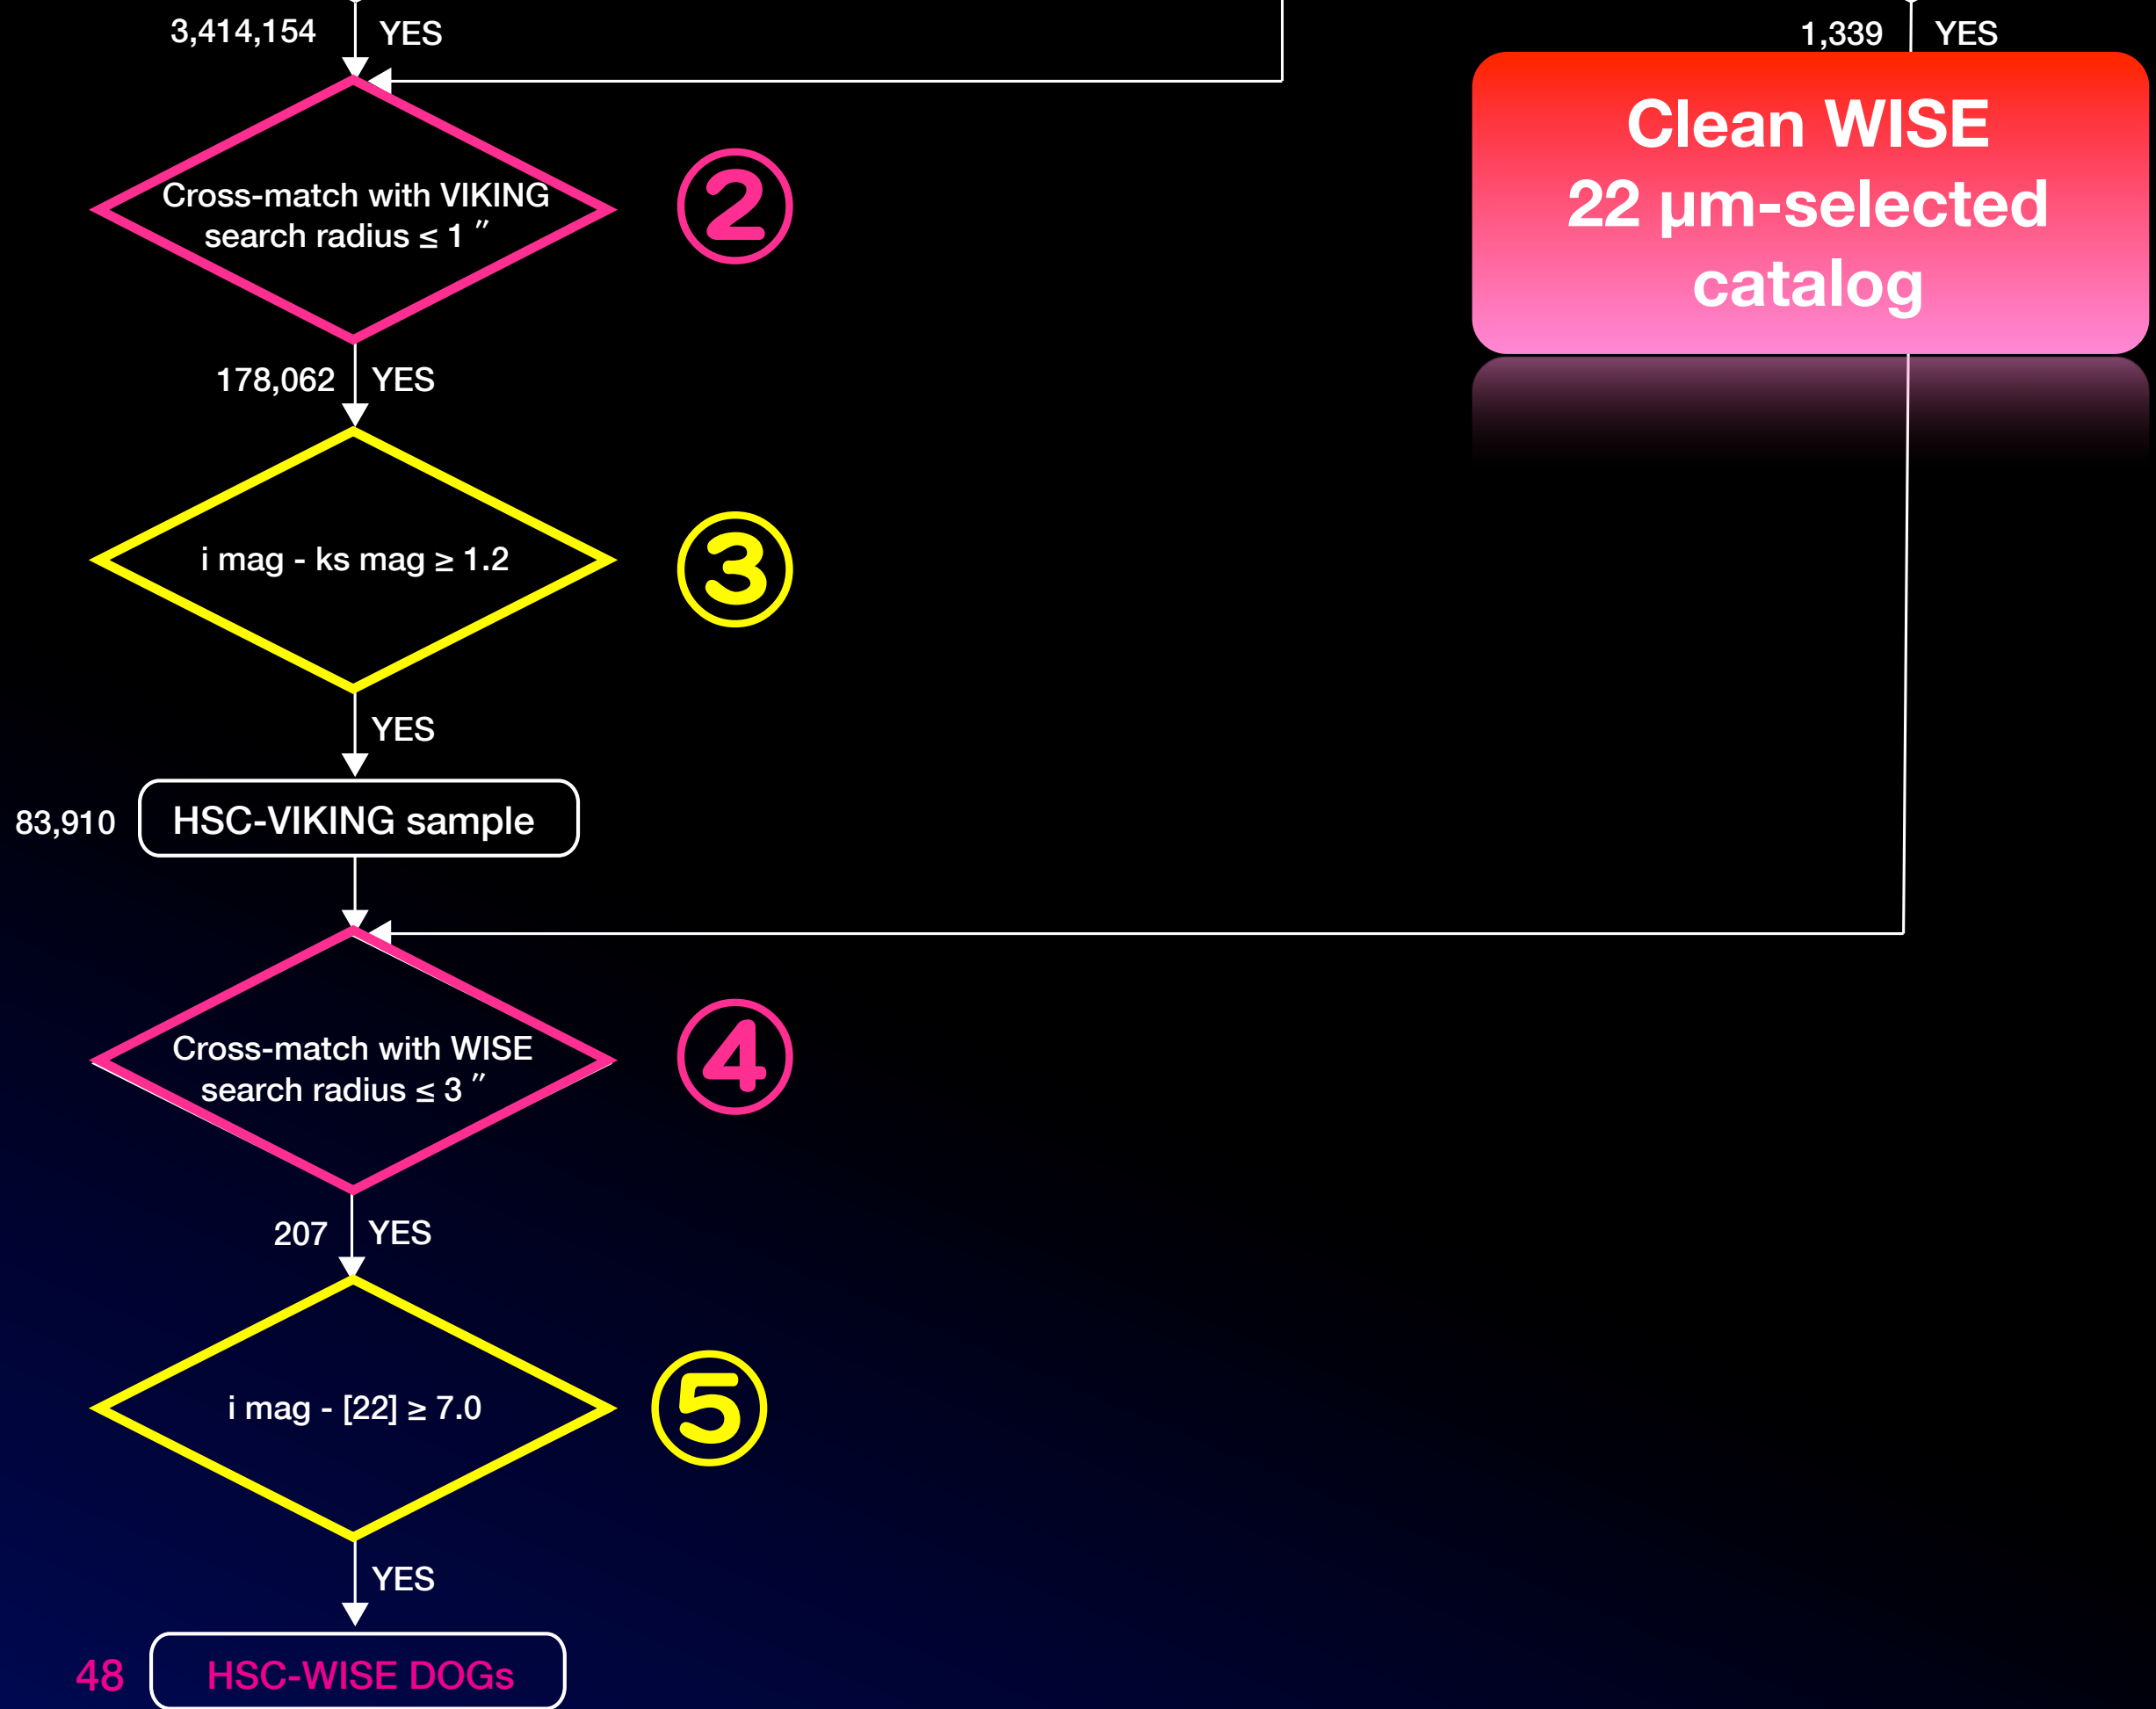 3,414,154 YES
1,339 YES
Clean WISE
22 µm-selected
catalog
Cross-match with VIKING
search radius ≤ 1 ″
②
178,062 YES
i mag - ks mag ≥ 1.2
③
YES
83,910 HSC-VIKING sample
Cross-match with WISE
search radius ≤ 3 ″
④
207 YES
i mag - [22] ≥ 7.0
⑤
YES
48 HSC-WISE DOGs